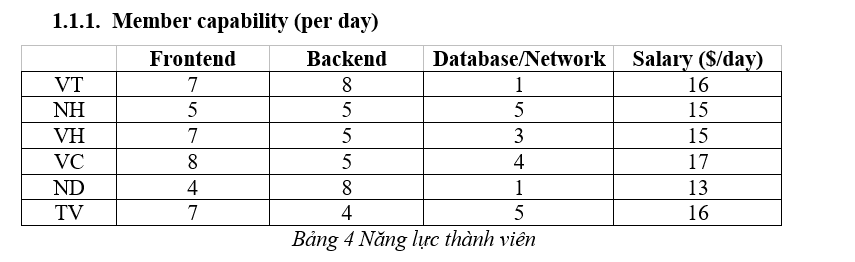 1.1.1. Member capability (per day)
Frontend Backend Database/Network Salary ($/day)
VT 7 8 1 16
NH 5 5 5 15
VH 7 5 3 15
VC 8 5 4 17
ND 4 8 1 13
TV 7 4 5 16
Bảng 4 Năng lực thành viên